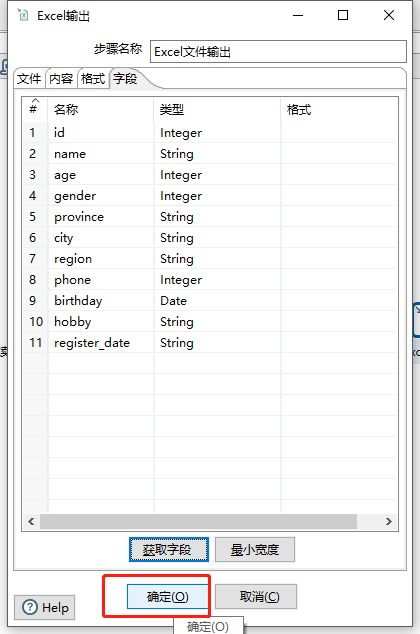 Excel输出
步骤名称 Excel文件输出
文件 内容 格式 字段
# 名称 类型 格式
1 id Integer
2 name String
3 age Integer
4 gender Integer
5 province String
6 city String
7 region String
8 phone Integer
9 birthday Date
10 hobby String
11 register_date String
获取字段 最小宽度
Help 确定(O) 取消(C)
确定(O)